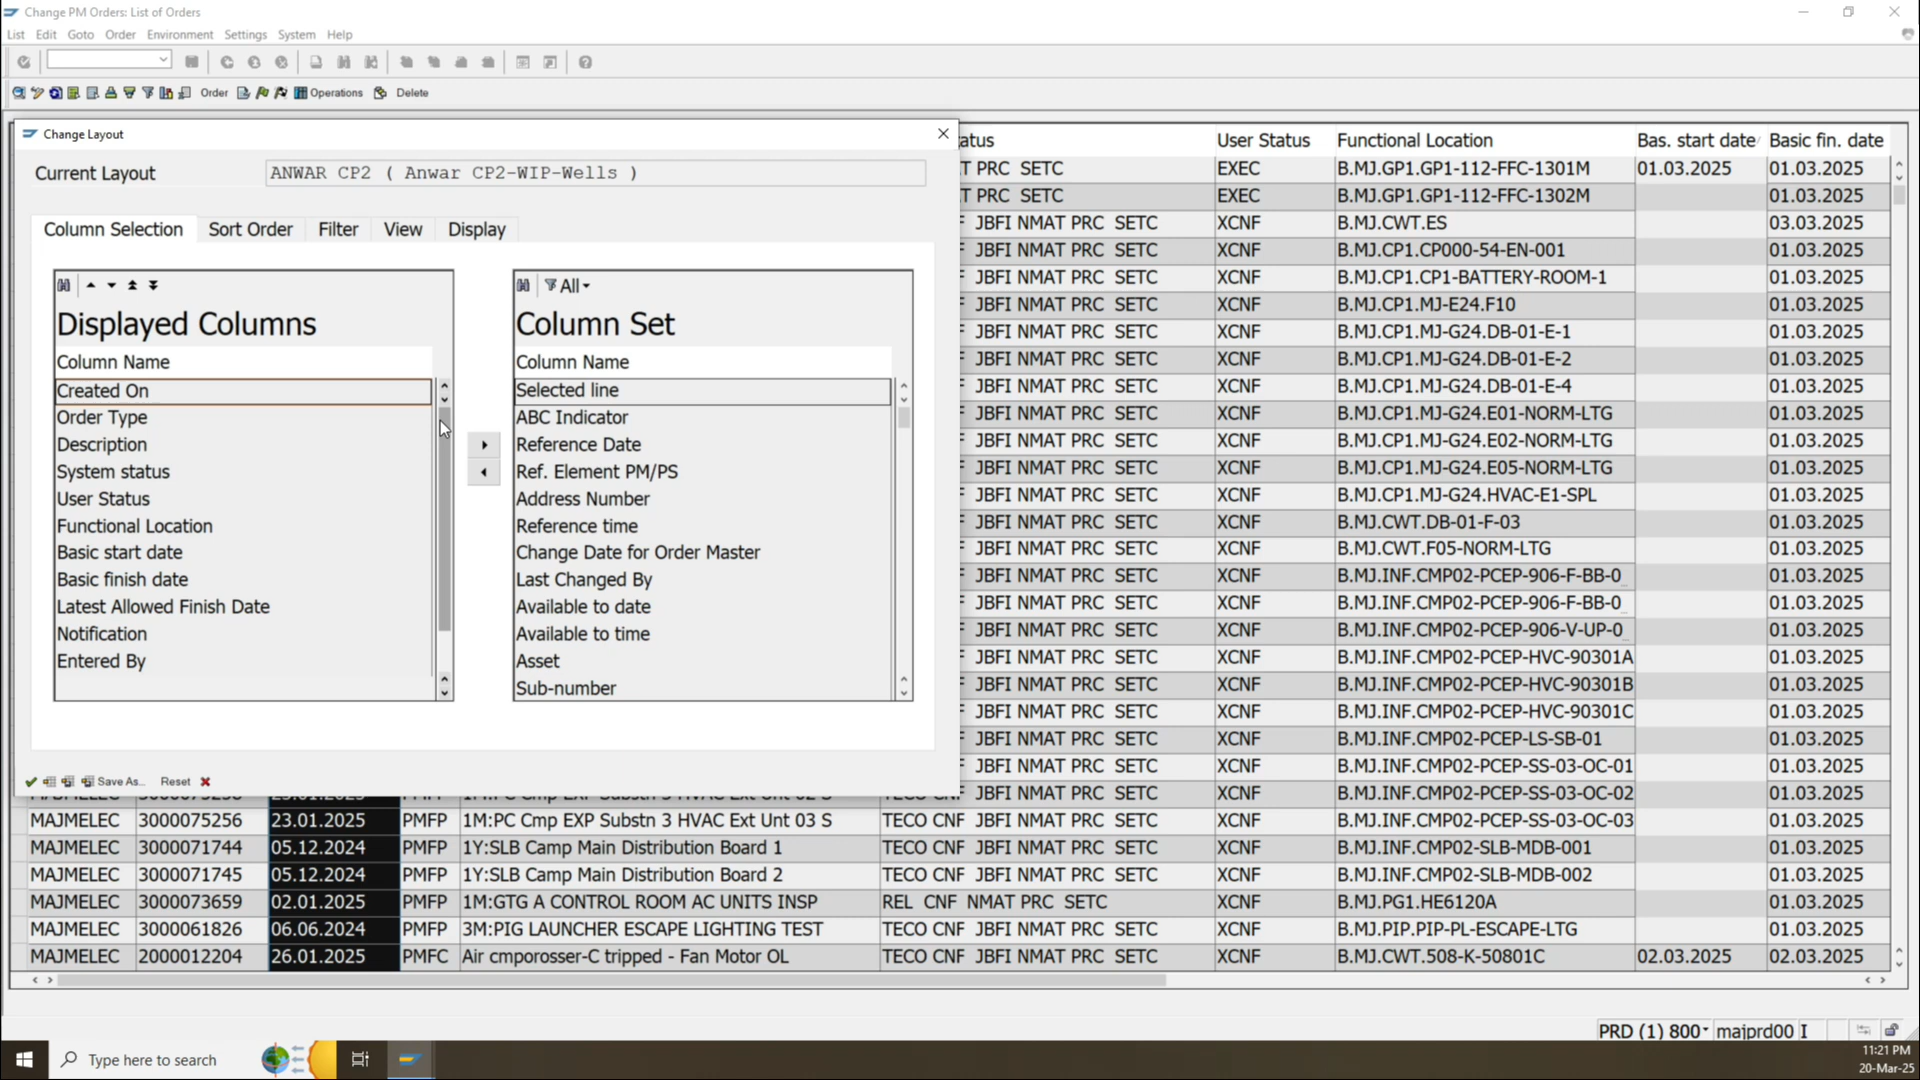 Change PM Orders: List of Orders
List Edit Goto Order Environment Settings System Help
Order Operations Delete
Change Layout
Current Layout ANWAR CP2 ( Anwar CP2-WIP-Wells )
Column Selection Sort Order Filter View Display
All
Displayed Columns
Column Name
Created On
Order Type
Description
System status
User Status
Functional Location
Basic start date
Basic finish date
Latest Allowed Finish Date
Notification
Entered By
Column Set
Column Name
Selected line
ABC Indicator
Reference Date
Ref. Element PM/PS
Address Number
Reference time
Change Date for Order Master
Last Changed By
Available to date
Available to time
Asset
Sub-number
Save As... Reset
atus User Status Functional Location Bas. start date Basic fin. date
T PRC SETC EXEC B.MJ.GP1.GP1-112-FFC-1301M 01.03.2025 01.03.2025
T PRC SETC EXEC B.MJ.GP1.GP1-112-FFC-1302M 01.03.2025
F JBFI NMAT PRC SETC XCNF B.MJ.CWT.ES 03.03.2025
F JBFI NMAT PRC SETC XCNF B.MJ.CP1.CP000-54-EN-001 01.03.2025
F JBFI NMAT PRC SETC XCNF B.MJ.CP1.CP1-BATTERY-ROOM-1 01.03.2025
F JBFI NMAT PRC SETC XCNF B.MJ.CP1.MJ-E24.F10 01.03.2025
F JBFI NMAT PRC SETC XCNF B.MJ.CP1.MJ-G24.DB-01-E-1 01.03.2025
F JBFI NMAT PRC SETC XCNF B.MJ.CP1.MJ-G24.DB-01-E-2 01.03.2025
F JBFI NMAT PRC SETC XCNF B.MJ.CP1.MJ-G24.DB-01-E-4 01.03.2025
F JBFI NMAT PRC SETC XCNF B.MJ.CP1.MJ-G24.E01-NORM-LTG 01.03.2025
F JBFI NMAT PRC SETC XCNF B.MJ.CP1.MJ-G24.E02-NORM-LTG 01.03.2025
F JBFI NMAT PRC SETC XCNF B.MJ.CP1.MJ-G24.E05-NORM-LTG 01.03.2025
F JBFI NMAT PRC SETC XCNF B.MJ.CP1.MJ-G24.HVAC-E1-SPL 01.03.2025
F JBFI NMAT PRC SETC XCNF B.MJ.CWT.DB-01-F-03 01.03.2025
F JBFI NMAT PRC SETC XCNF B.MJ.CWT.F05-NORM-LTG 01.03.2025
F JBFI NMAT PRC SETC XCNF B.MJ.INF.CMP02-PCEP-906-F-BB-0_ 01.03.2025
F JBFI NMAT PRC SETC XCNF B.MJ.INF.CMP02-PCEP-906-F-BB-0_ 01.03.2025
F JBFI NMAT PRC SETC XCNF B.MJ.INF.CMP02-PCEP-906-V-UP-0_ 01.03.2025
F JBFI NMAT PRC SETC XCNF B.MJ.INF.CMP02-PCEP-HVC-90301A 01.03.2025
F JBFI NMAT PRC SETC XCNF B.MJ.INF.CMP02-PCEP-HVC-90301B 01.03.2025
F JBFI NMAT PRC SETC XCNF B.MJ.INF.CMP02-PCEP-HVC-90301C 01.03.2025
F JBFI NMAT PRC SETC XCNF B.MJ.INF.CMP02-PCEP-LS-SB-01 01.03.2025
F JBFI NMAT PRC SETC XCNF B.MJ.INF.CMP02-PCEP-SS-03-OC-01 01.03.2025
JBFI NMAT PRC SETC XCNF B.MJ.INF.CMP02-PCEP-SS-03-OC-02 01.03.2025
MAJMELEC 3000075256 23.01.2025 PMFP 1M:PC Cmp EXP Substn 3 HVAC Ext Unt 03 S TECO CNF JBFI NMAT PRC SETC XCNF B.MJ.INF.CMP02-PCEP-SS-03-OC-03 01.03.2025
MAJMELEC 3000071744 05.12.2024 PMFP 1Y:SLB Camp Main Distribution Board 1 TECO CNF JBFI NMAT PRC SETC XCNF B.MJ.INF.CMP02-SLB-MDB-001 01.03.2025
MAJMELEC 3000071745 05.12.2024 PMFP 1Y:SLB Camp Main Distribution Board 2 TECO CNF JBFI NMAT PRC SETC XCNF B.MJ.INF.CMP02-SLB-MDB-002 01.03.2025
MAJMELEC 3000073659 02.01.2025 PMFP 1M:GTG A CONTROL ROOM AC UNITS INSP REL CNF NMAT PRC SETC XCNF B.MJ.PG1.HE6120A 01.03.2025
MAJMELEC 3000061826 06.06.2024 PMFP 3M:PIG LAUNCHER ESCAPE LIGHTING TEST TECO CNF JBFI NMAT PRC SETC XCNF B.MJ.PIP.PIP-PL-ESCAPE-LTG 01.03.2025
MAJMELEC 2000012204 26.01.2025 PMFC Air cmporosser-C tripped - Fan Motor OL TECO CNF JBFI NMAT PRC SETC XCNF B.MJ.CWT.508-K-50801C 02.03.2025 02.03.2025
PRD (1) 800 majprd00 I
Type here to search
11:21 PM
20-Mar-25